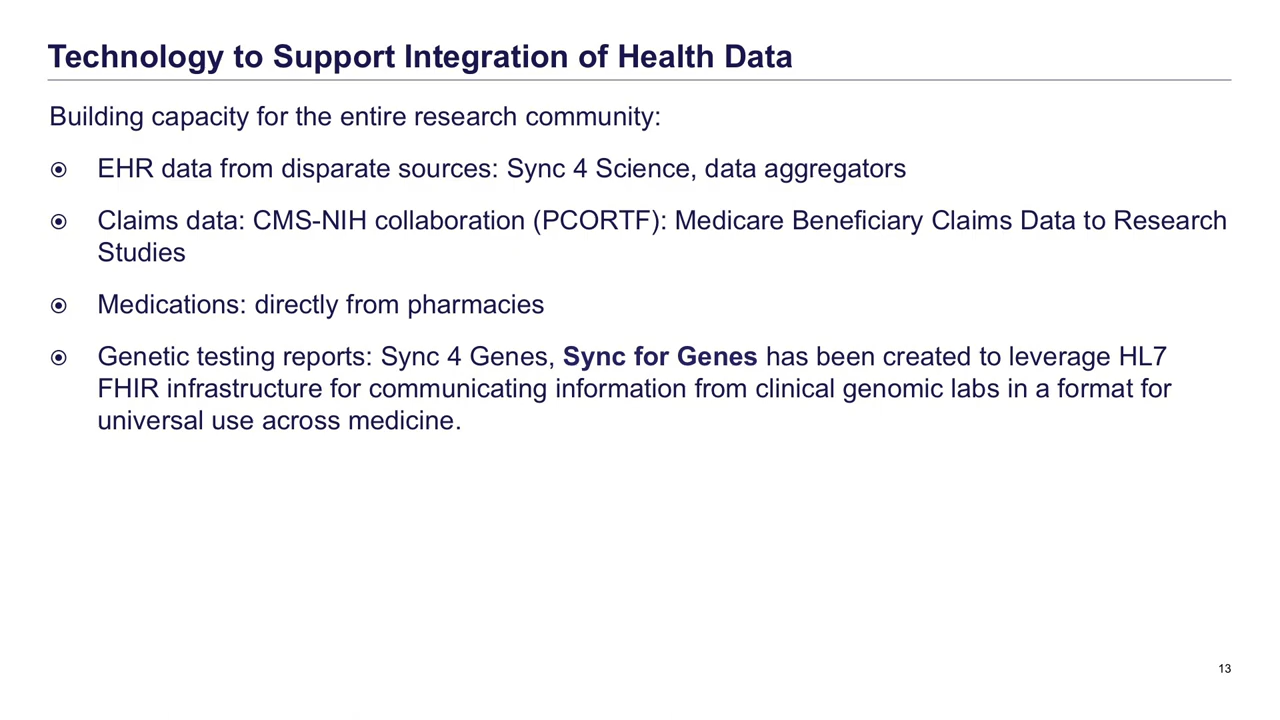 Technology to Support Integration of Health Data
Building capacity for the entire research community:
EHR data from disparate sources: Sync 4 Science, data aggregators
Claims data: CMS-NIH collaboration (PCORTF): Medicare Beneficiary Claims Data to Research
Studies
Medications: directly from pharmacies
Genetic testing reports: Sync 4 Genes, Sync for Genes has been created to leverage HL7
FHIR infrastructure for communicating information from clinical genomic labs in a format for
universal use across medicine.
13